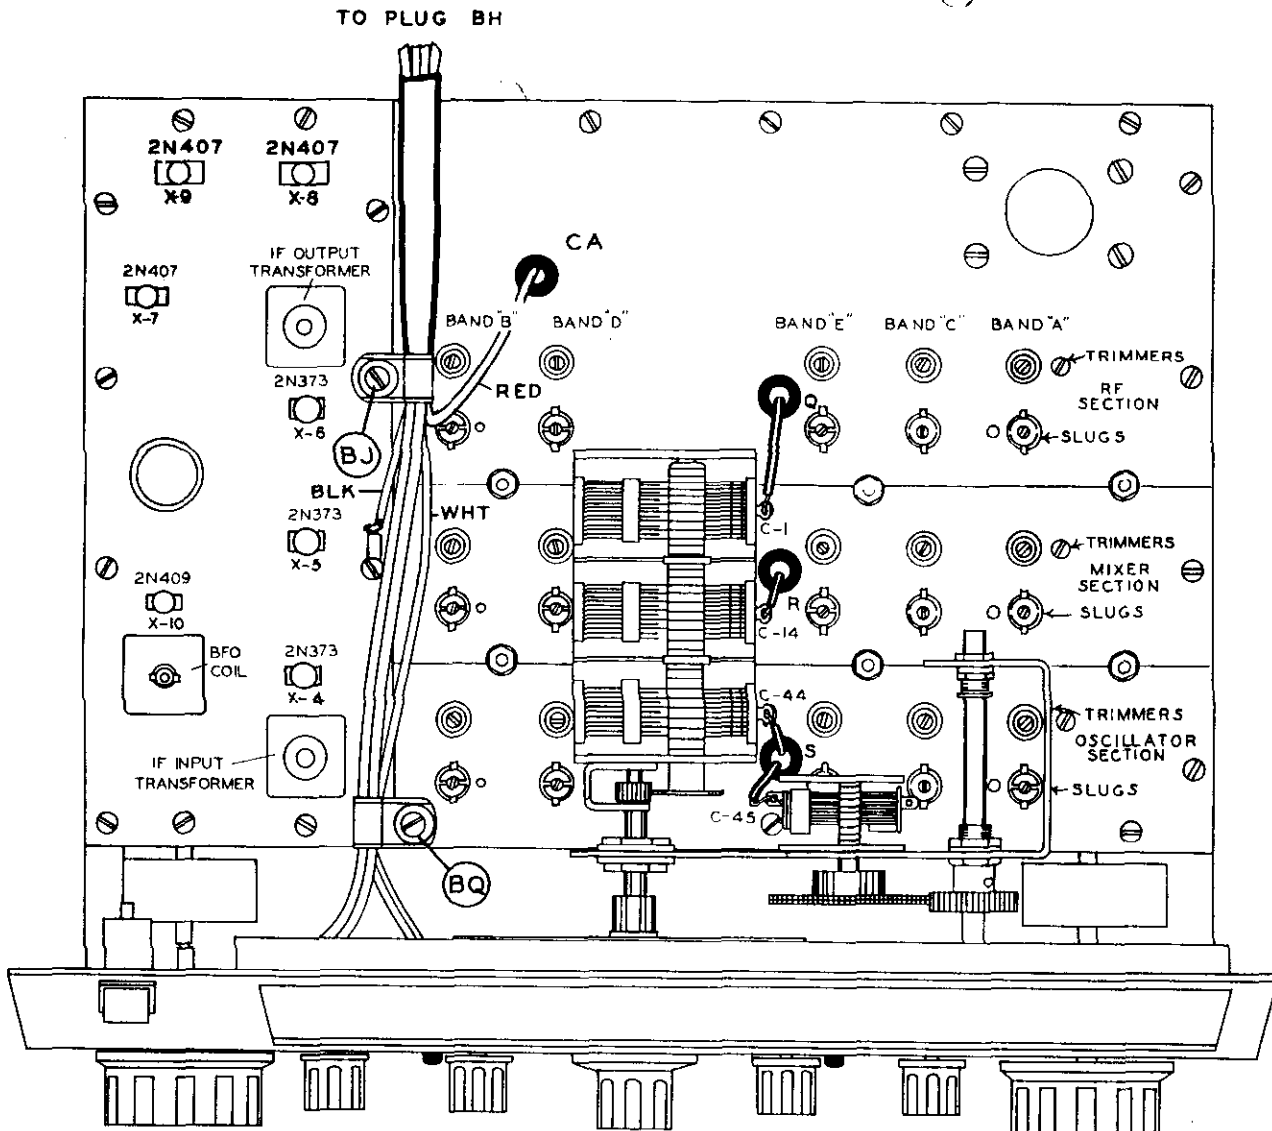 TO PLUG BH
2N407
2N407
X-9
X-8
CA
IF OUTPUT
TRANSFORMER
2N407
X-7
BAND "B"
BAND "D"
BAND "E"
BAND "C"
BAND "A"
TRIMMERS
RF
SECTION
SLUGS
2N373
X-6
RED
Q
BJ
BLK
WHT
C-1
2N373
X-5
TRIMMERS
MIXER
SECTION
SLUGS
2N409
X-10
R
C-14
BFO
COIL
2N373
X-4
C-44
TRIMMERS
OSCILLATOR
SECTION
SLUGS
S
IF INPUT
TRANSFORMER
C-45
BQ